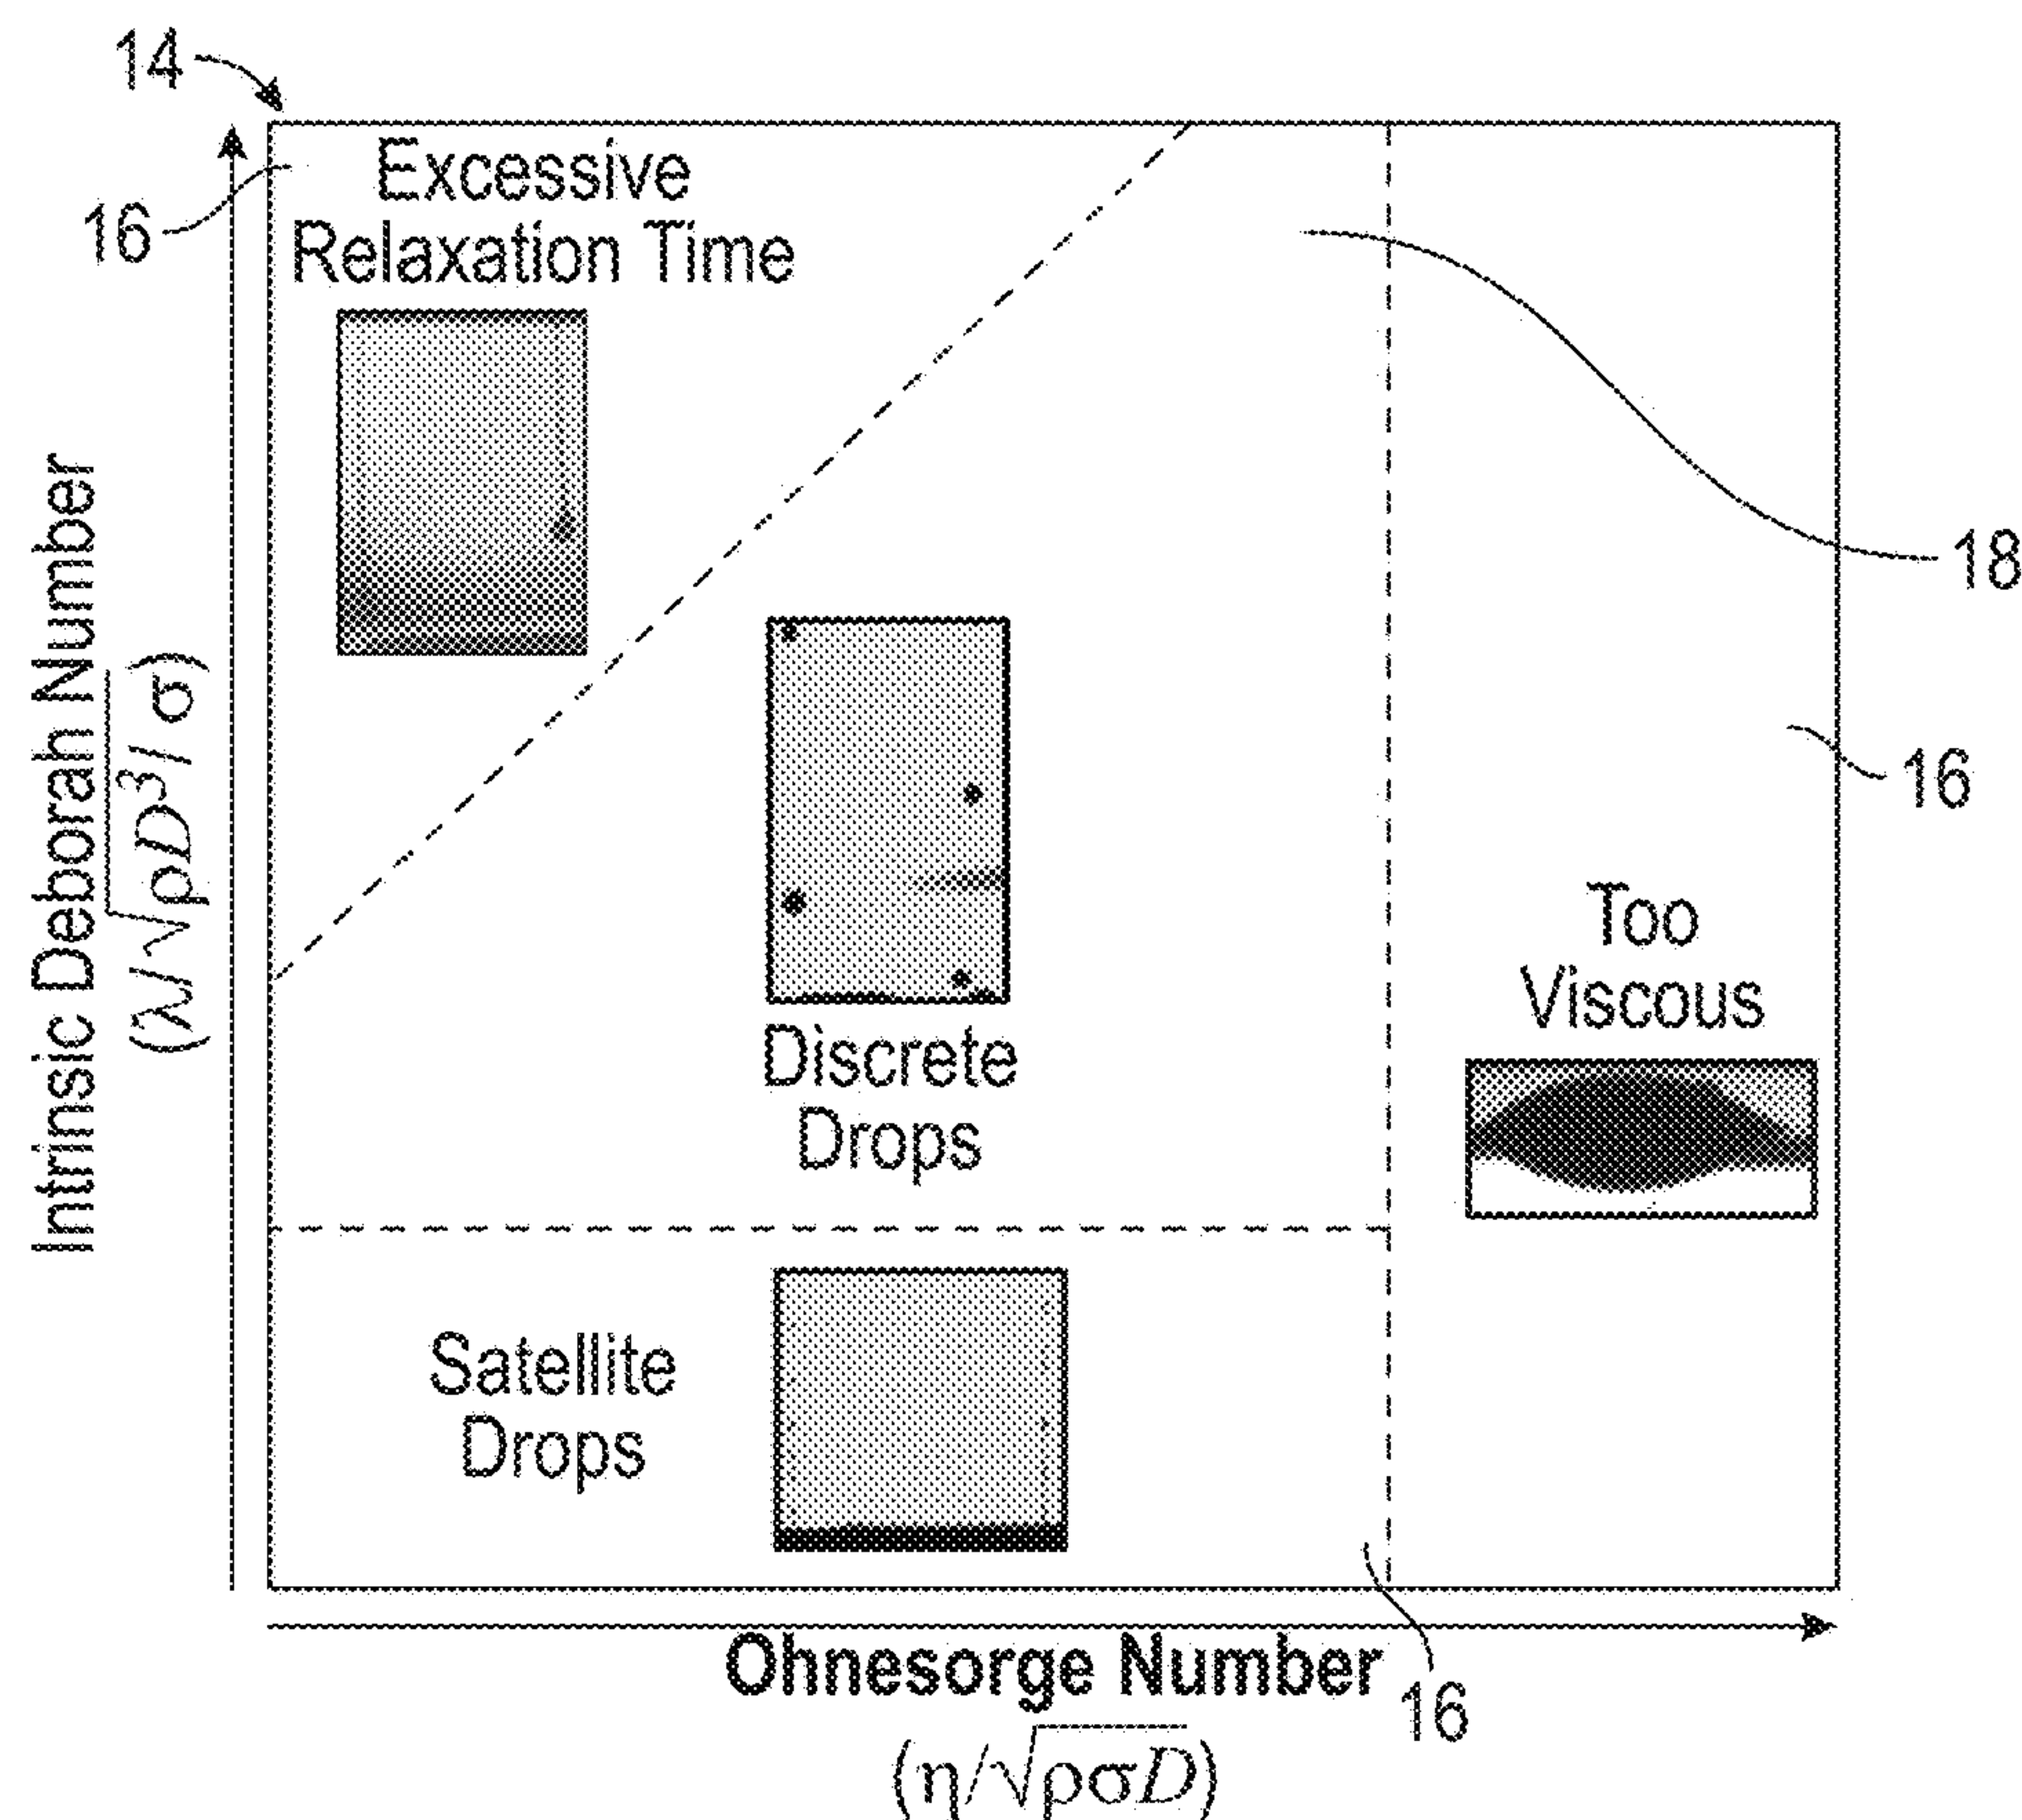 14
16
Excessive
Relaxation Time
18
16
Discrete
Drops
Too
Viscous
Satellite
Drops
16
Intrinsic Deborah Number
(λ/√ρD³/σ)
Ohnesorge Number
(η/√ρσD)